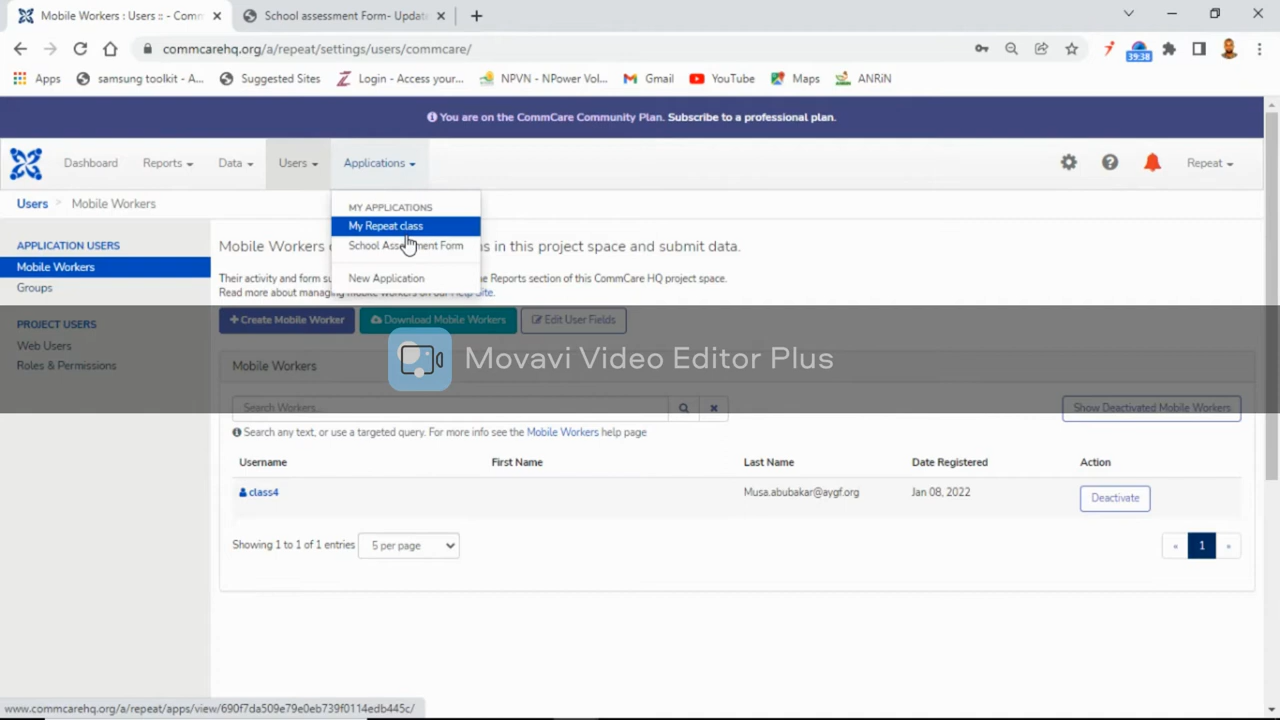 Mobile Workers : Users :: - Comm
School assessment Form- Updat
commcarehq.org/a/repeat/settings/users/commcare/
39:38
Apps
samsung toolkit - A...
Suggested Sites
Login - Access your...
NPVN - NPower Vol...
Gmail
YouTube
Maps
ANRiN
You are on the CommCare Community Plan. Subscribe to a professional plan.
Dashboard
Reports
Data
Users
Applications
Repeat
Users > Mobile Workers
MY APPLICATIONS
My Repeat class
School Assessment Form
New Application
APPLICATION USERS
Mobile Workers
Groups
PROJECT USERS
Web Users
Roles & Permissions
Mobile Workers in this project space and submit data.
Their activity and form su e Reports section of this CommCare HQ project space.
Read more about managing mobile workers on our Help Site.
+ Create Mobile Worker
Download Mobile Workers
Edit User Fields
Movavi Video Editor Plus
Mobile Workers
Search Workers...
Show Deactivated Mobile Workers
Search any text, or use a targeted query. For more info see the Mobile Workers help page
Username First Name Last Name Date Registered Action
class4 Musa.abubakar@aygf.org Jan 08, 2022 Deactivate
Showing 1 to 1 of 1 entries 5 per page
« 1 »
www.commcarehq.org/a/repeat/apps/view/690f7da509e79e0eb739f0114edb445c/